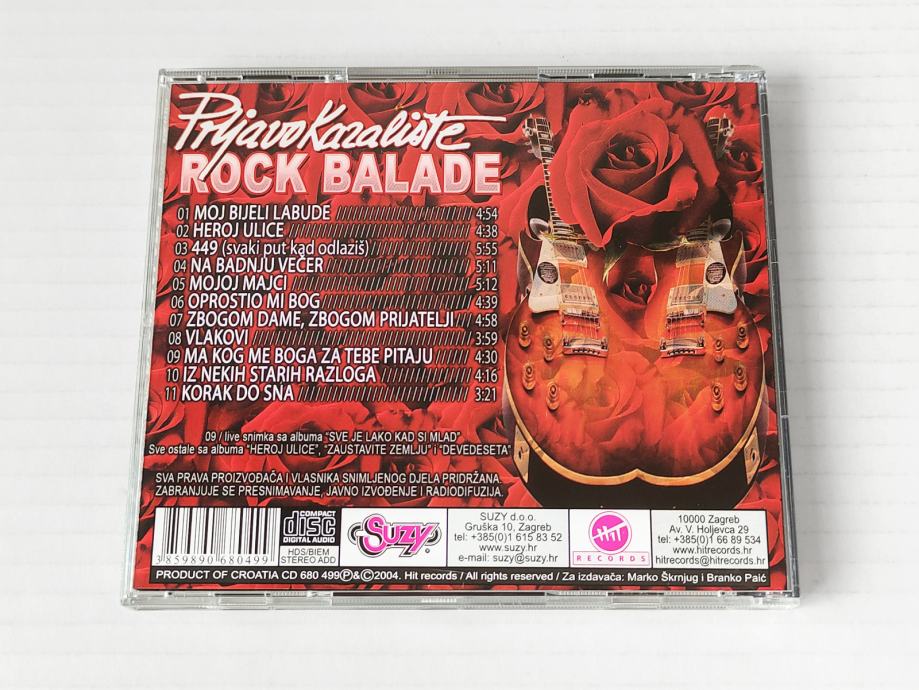 Prljavo Kazalište
ROCK BALADE
01 MOJ BIJELI LABUDE //////////////////////// 4:54
02 HEROJ ULICE //////////////////////////////// 4:38
03 449 (svaki put kad odlaziš) ////////////////// 5:55
04 NA BADNJU VEČER ///////////////////////// 5:11
05 MOJOJ MAJCI //////////////////////////////// 5:12
06 OPROSTIO MI BOG ////////////////////////// 4:39
07 ZBOGOM DAME, ZBOGOM PRIJATELJI /// 4:58
08 VLAKOVI ///////////////////////////////////// 3:59
09 MA KOG ME BOGA ZA TEBE PITAJU ////// 4:30
10 IZ NEKIH STARIH RAZLOGA /////////////// 4:16
11 KORAK DO SNA ///////////////////////////// 3:21
09 / live snimka sa albuma "SVE JE LAKO KAD SI MLAD"
Sve ostale sa albuma "HEROJ ULICE", "ZAUSTAVITE ZEMLJU" i "DEVEDESETA"
SVA PRAVA PROIZVOĐAČA I VLASNIKA SNIMLJENOG DJELA PRIDRŽANA.
ZABRANJUJE SE PRESNIMAVANJE, JAVNO IZVOĐENJE I RADIODIFUZIJA.
3859890680499
COMPACT
disc
DIGITAL AUDIO
HDS/BIEM
STEREO ADD
Suzy
SUZY d.o.o.
Gruška 10, Zagreb
tel: +385(0)1 615 83 52
www.suzy.hr
e-mail: suzy@suzy.hr
HIT
RECORDS
10000 Zagreb
Av. V. Holjevca 29
tel: +385(0)1 66 89 534
www.hitrecords.hr
hitrecords@hitrecords.hr
PRODUCT OF CROATIA CD 680 499Ⓟ&©2004. Hit records / All rights reserved / Za izdavača: Marko Škrnjug i Branko Paić